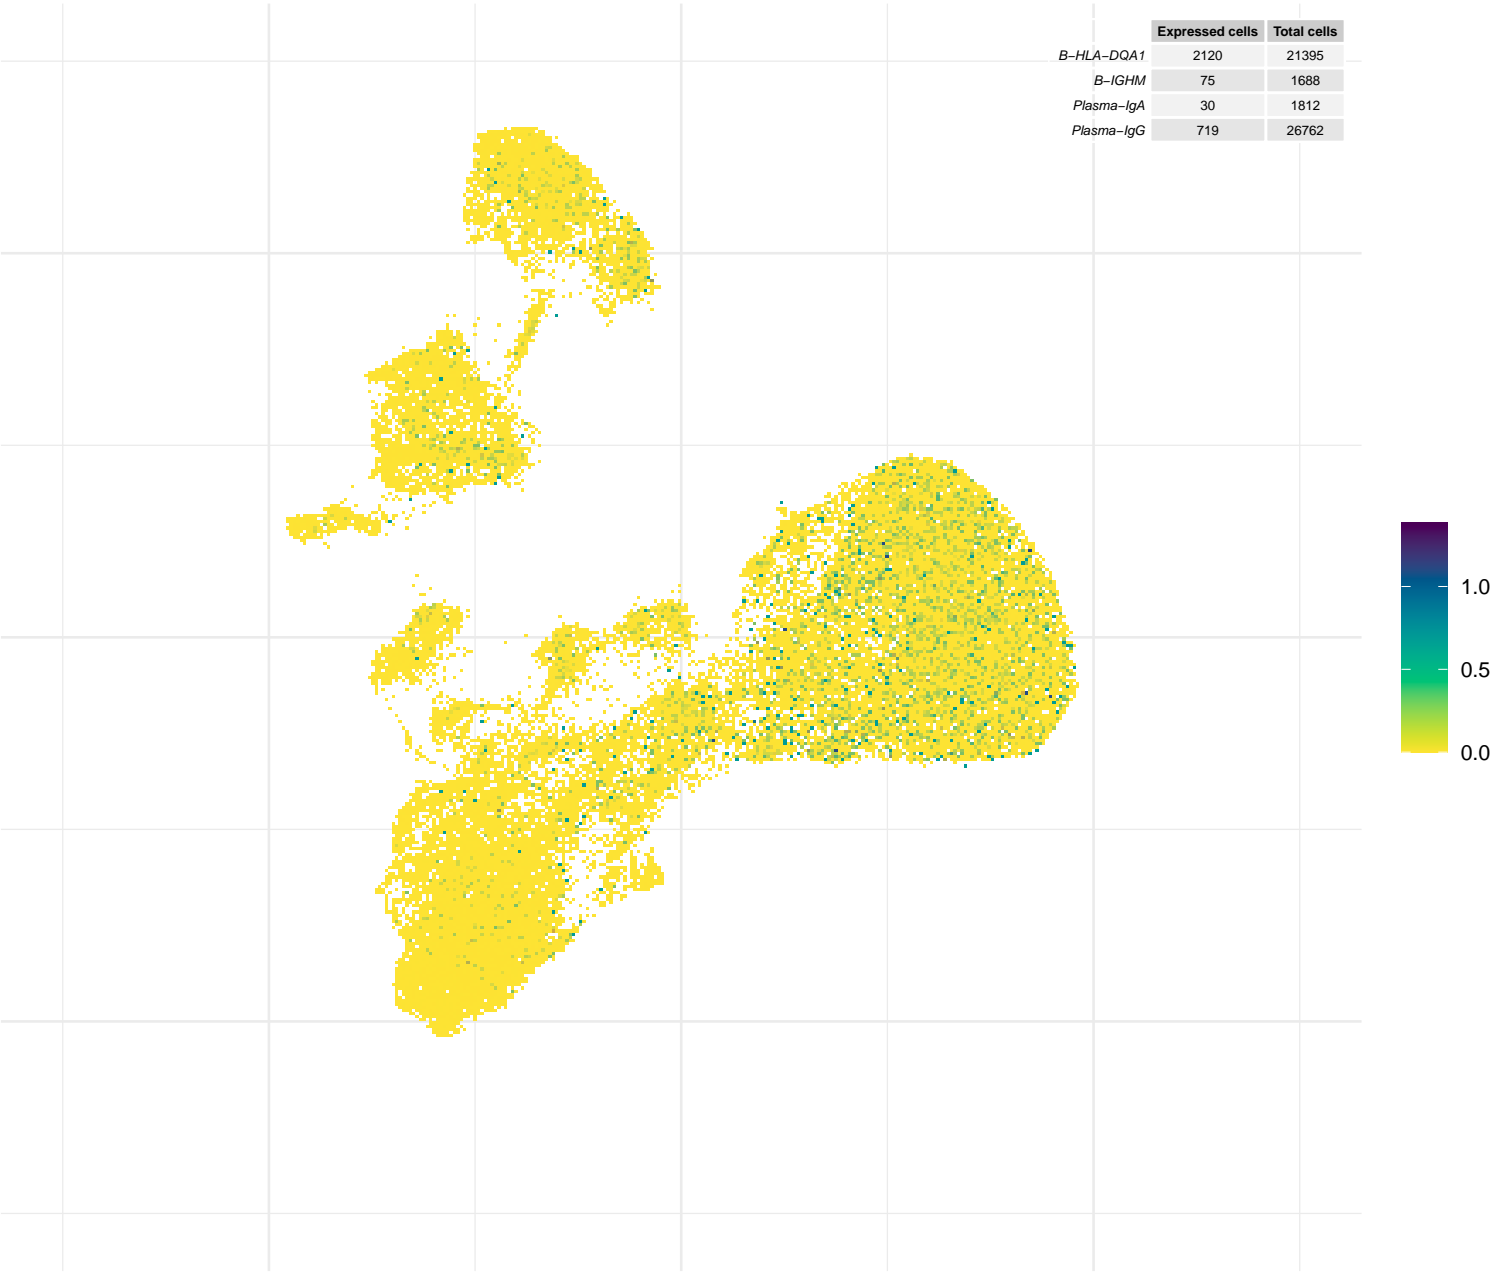 Expressed cells Total cells
B−HLA−DQA1 2120 21395
B−IGHM 75 1688
Plasma−IgA 30 1812
Plasma−IgG 719 26762
1.0
0.5
0.0